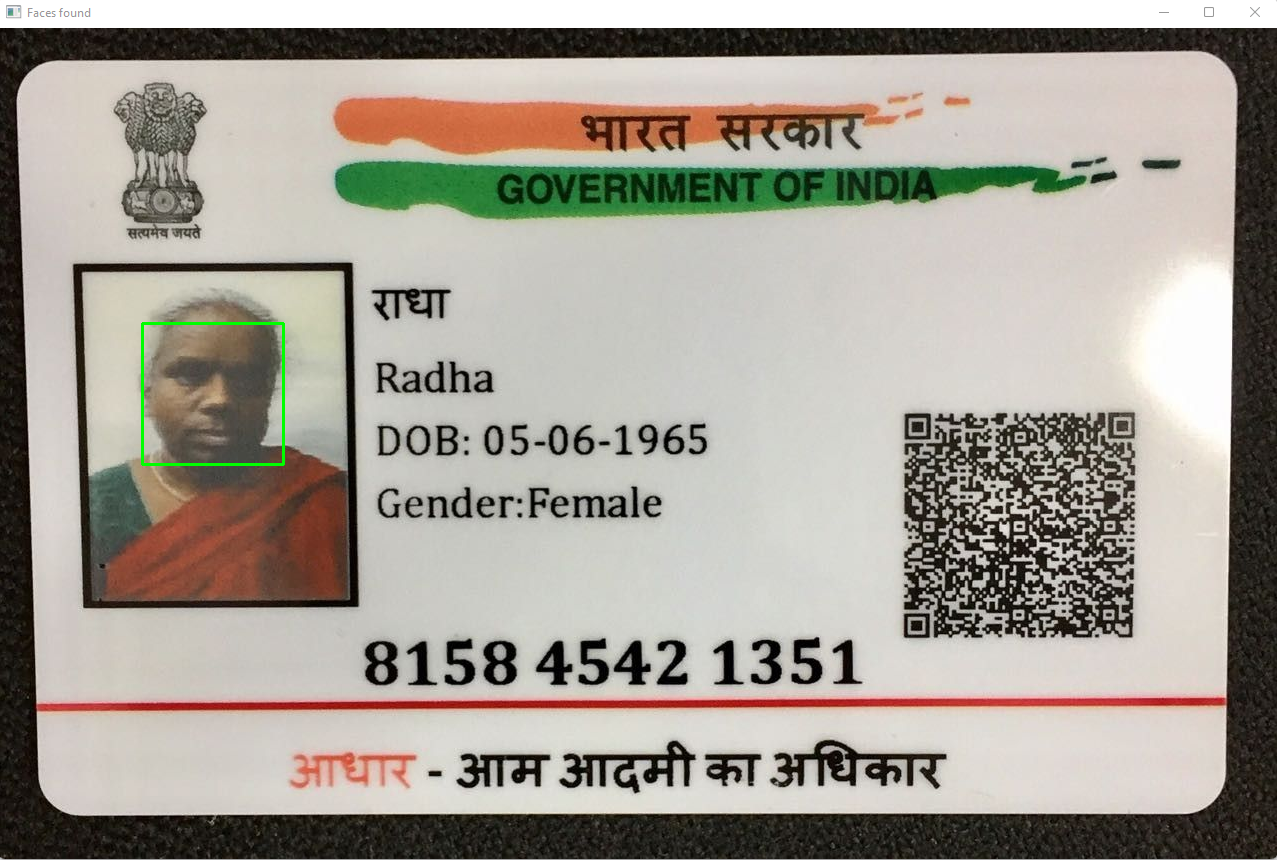 Faces found
भारत सरकार
GOVERNMENT OF INDIA
सत्यमेव जयते
राधा
Radha
DOB: 05-06-1965
Gender:Female
8158 4542 1351
आधार - आम आदमी का अधिकार